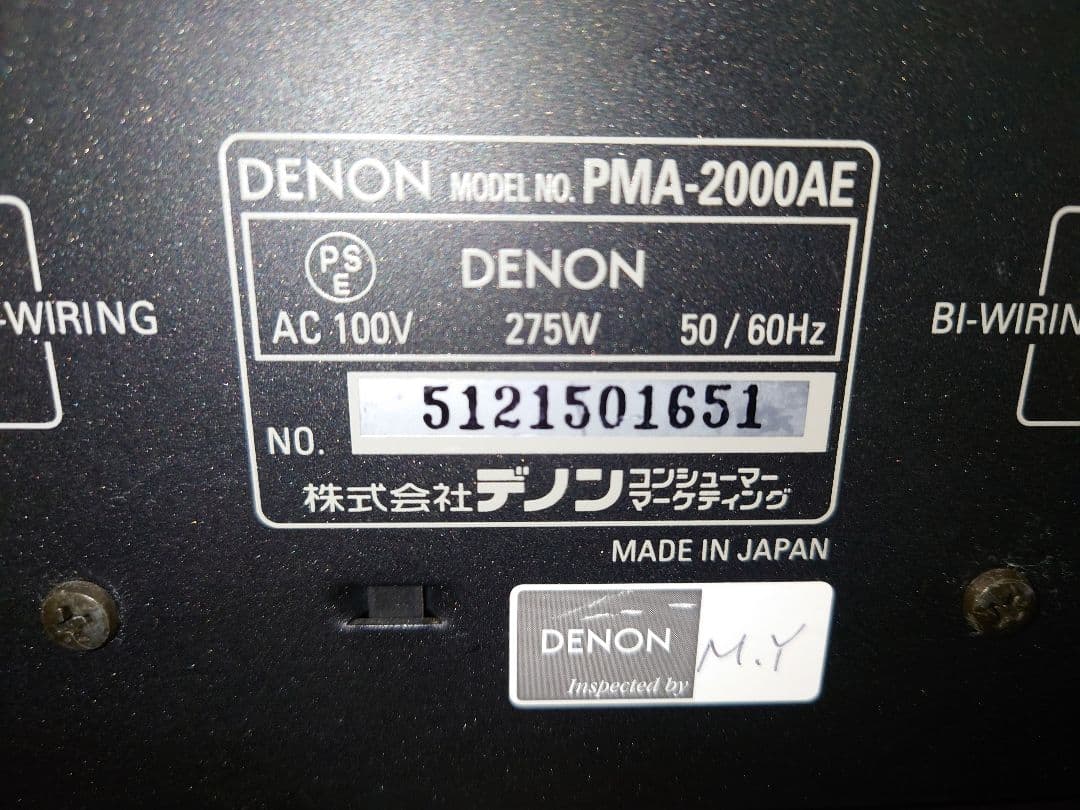 DENON MODEL NO. PMA-2000AE
PSE
DENON
AC 100V 275W 50/60Hz
-WIRING
BI-WIRIN
NO. 5121501651
株式会社デノン コンシューマーマーケティング
MADE IN JAPAN
DENON
M.Y
Inspected by